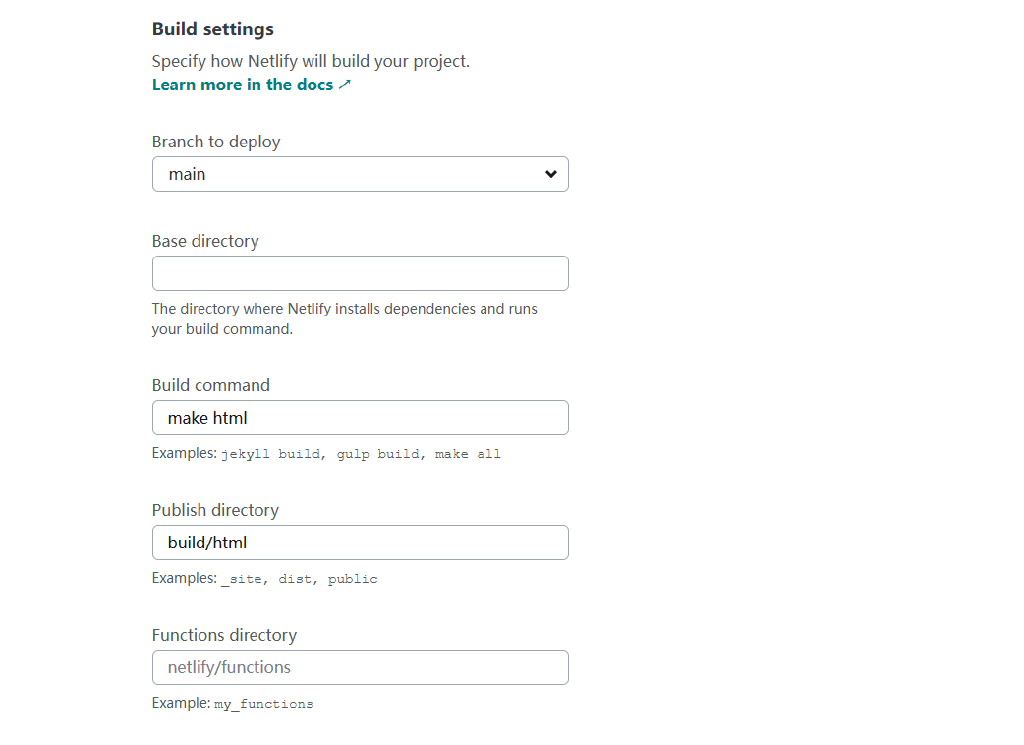 Build settings
Specify how Netlify will build your project.
Learn more in the docs ↗
Branch to deploy
main
Base directory
The directory where Netlify installs dependencies and runs
your build command.
Build command
make html
Examples: jekyll build, gulp build, make all
Publish directory
build/html
Examples: _site, dist, public
Functions directory
netlify/functions
Example: my_functions